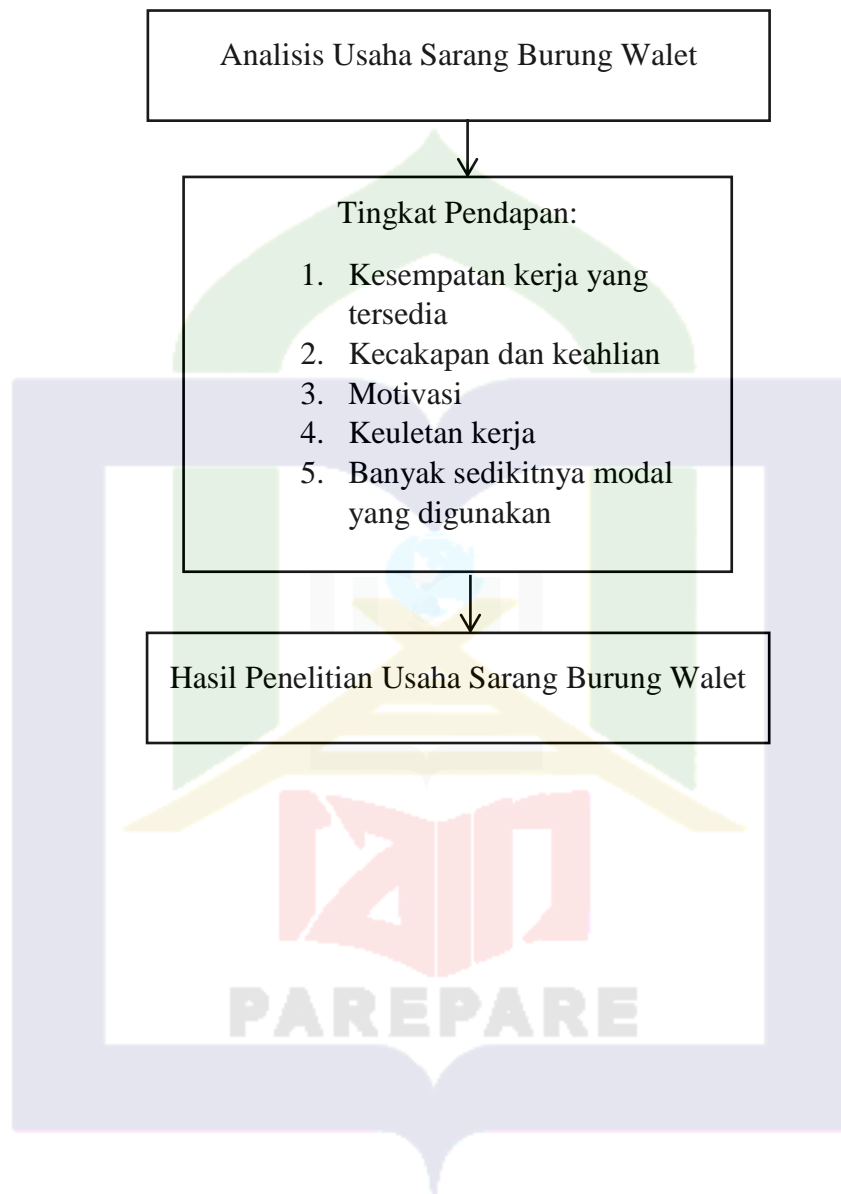 Analisis Usaha Sarang Burung Walet
Tingkat Pendapan:
1. Kesempatan kerja yang
tersedia
2. Kecakapan dan keahlian
3. Motivasi
4. Keuletan kerja
5. Banyak sedikitnya modal
yang digunakan
Hasil Penelitian Usaha Sarang Burung Walet
iain
PAREPARE